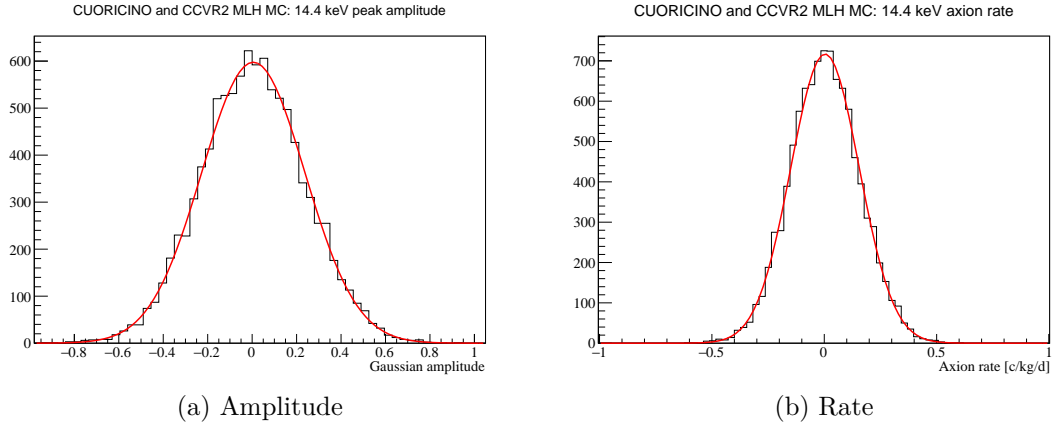 CUORICINO and CCVR2 MLH MC: 14.4 keV peak amplitude
600
500
400
300
200
100
0
−0.8 −0.6 −0.4 −0.2 0 0.2 0.4 0.6 0.8 1
Gaussian amplitude
(a) Amplitude
CUORICINO and CCVR2 MLH MC: 14.4 keV axion rate
700
600
500
400
300
200
100
0
−1 −0.5 0 0.5 1
Axion rate [c/kg/d]
(b) Rate